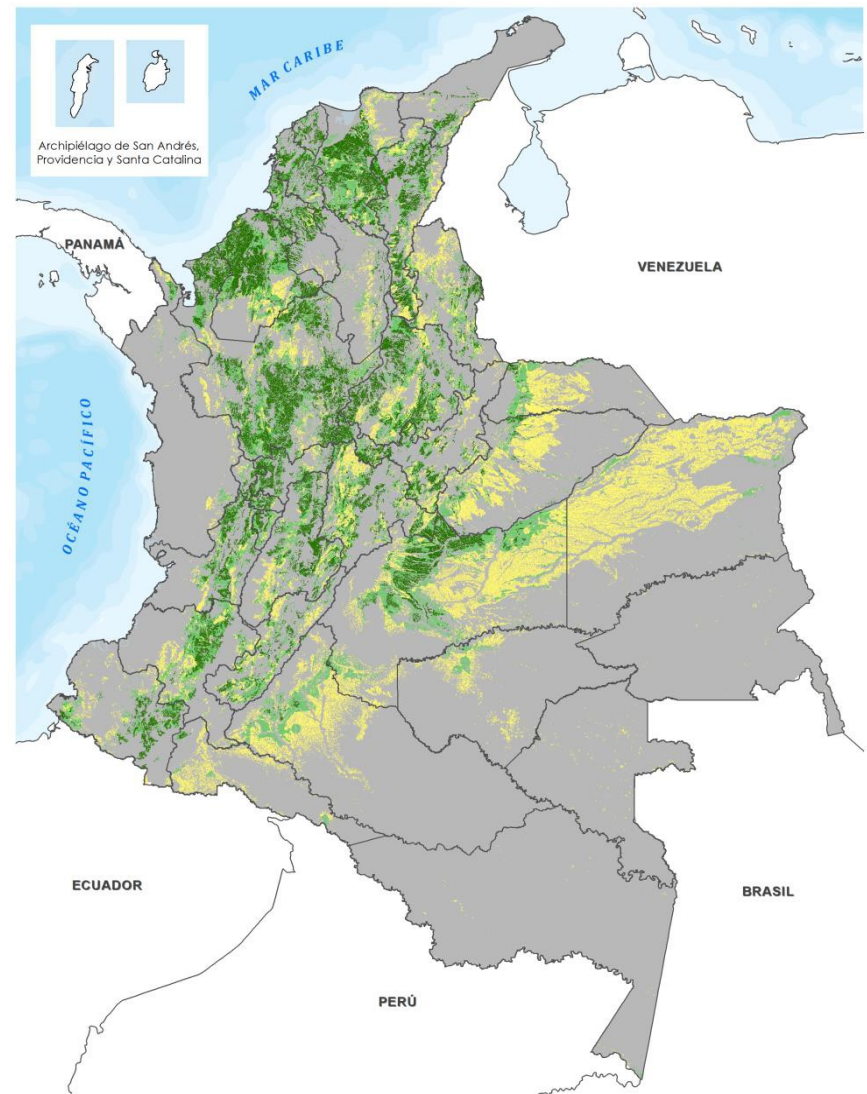 Archipiélago de San Andrés,
Providencia y Santa Catalina
MAR CARIBE
PANAMÁ
VENEZUELA
OCÉANO PACÍFICO
ECUADOR
BRASIL
PERÚ